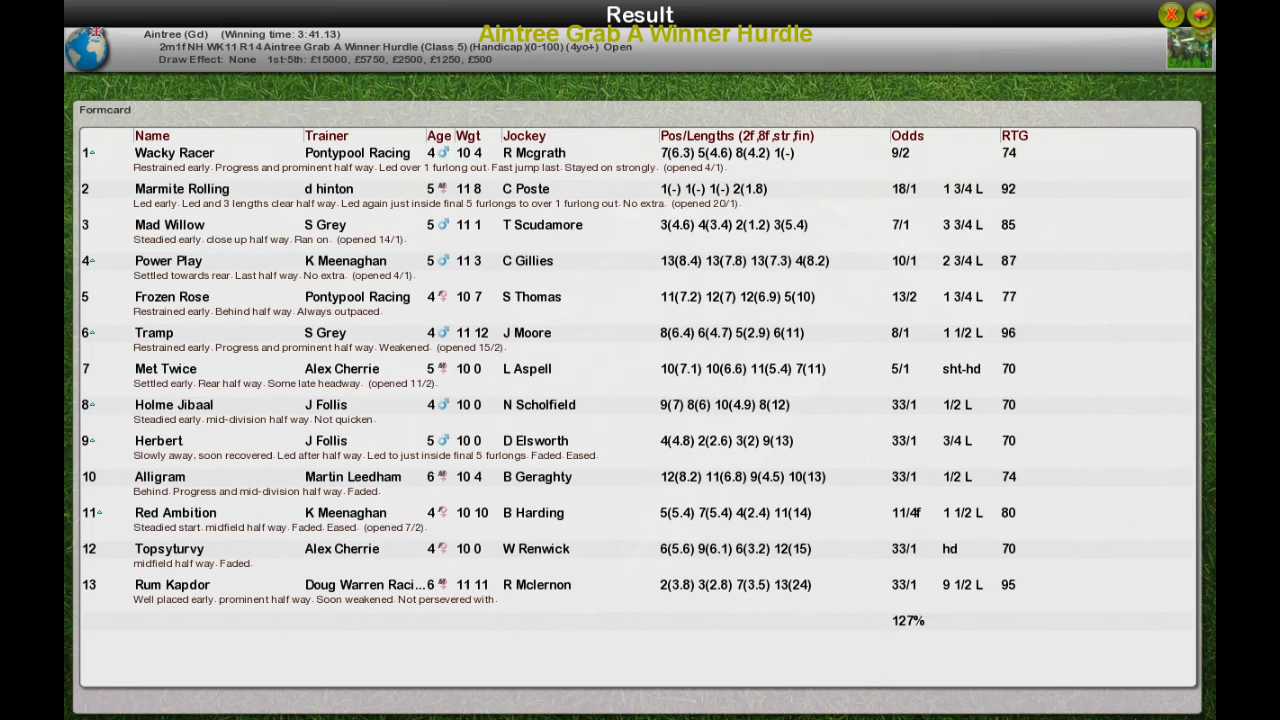 Result
Aintree Grab A Winner Hurdle
Aintree (Gd) (Winning time: 3:41.13)
2m1f NH WK11 R14 Aintree Grab A Winner Hurdle (Class 5) (Handicap)(0-100) (4yo+) Open
Draw Effect: None 1st-5th: £15000, £5750, £2500, £1250, £500
Formcard
Name Trainer Age Wgt Jockey Pos/Lengths (2f,8f,str,fin) Odds RTG
1 Wacky Racer Pontypool Racing 4 10 4 R Mcgrath 7(6.3) 5(4.6) 8(4.2) 1(-) 9/2 74
Restrained early. Progress and prominent half way. Led over 1 furlong out. Fast jump last. Stayed on strongly. (opened 4/1).
2 Marmite Rolling d hinton 5 11 8 C Poste 1(-) 1(-) 1(-) 2(1.8) 18/1 1 3/4 L 92
Led early. Led and 3 lengths clear half way. Led again just inside final 5 furlongs to over 1 furlong out. No extra. (opened 20/1).
3 Mad Willow S Grey 5 11 1 T Scudamore 3(4.6) 4(3.4) 2(1.2) 3(5.4) 7/1 3 3/4 L 85
Steadied early. close up half way. Ran on. (opened 14/1).
4 Power Play K Meenaghan 5 11 3 C Gillies 13(8.4) 13(7.8) 13(7.3) 4(8.2) 10/1 2 3/4 L 87
Settled towards rear. Last half way. No extra. (opened 4/1).
5 Frozen Rose Pontypool Racing 4 10 7 S Thomas 11(7.2) 12(7) 12(6.9) 5(10) 13/2 1 3/4 L 77
Restrained early. Behind half way. Always outpaced.
6 Tramp S Grey 4 11 12 J Moore 8(6.4) 6(4.7) 5(2.9) 6(11) 8/1 1 1/2 L 96
Restrained early. Progress and prominent half way. Weakened. (opened 15/2).
7 Met Twice Alex Cherrie 5 10 0 L Aspell 10(7.1) 10(6.6) 11(5.4) 7(11) 5/1 sht-hd 70
Settled early. Rear half way. Some late headway. (opened 11/2).
8 Holme Jibaal J Follis 4 10 0 N Scholfield 9(7) 8(6) 10(4.9) 8(12) 33/1 1/2 L 70
Steadied early. mid-division half way. Not quicken.
9 Herbert J Follis 5 10 0 D Elsworth 4(4.8) 2(2.6) 3(2) 9(13) 33/1 3/4 L 70
Slowly away, soon recovered. Led after half way. Led to just inside final 5 furlongs. Faded. Eased.
10 Alligram Martin Leedham 6 10 4 B Geraghty 12(8.2) 11(6.8) 9(4.5) 10(13) 33/1 1/2 L 74
Behind. Progress and mid-division half way. Faded.
11 Red Ambition K Meenaghan 4 10 10 B Harding 5(5.4) 7(5.4) 4(2.4) 11(14) 11/4f 1 1/2 L 80
Steadied start. midfield half way. Faded. Eased. (opened 7/2).
12 Topsyturvy Alex Cherrie 4 10 0 W Renwick 6(5.6) 9(6.1) 6(3.2) 12(15) 33/1 hd 70
midfield half way. Faded.
13 Rum Kapdor Doug Warren Raci... 6 11 11 R Mclernon 2(3.8) 3(2.8) 7(3.5) 13(24) 33/1 9 1/2 L 95
Well placed early. prominent half way. Soon weakened. Not persevered with.
127%